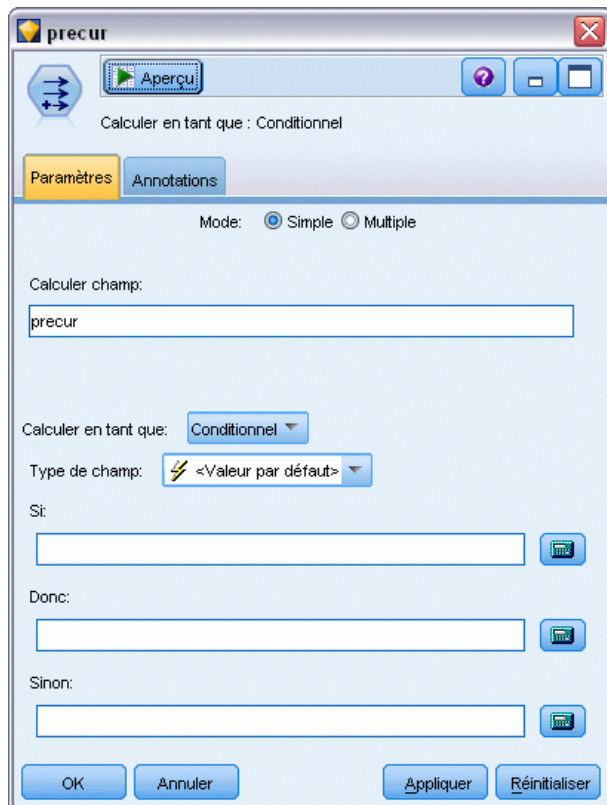 precur
Aperçu
?
Calculer en tant que : Conditionnel
Paramètres Annotations
Mode: Simple Multiple
Calculer champ:
precur
Calculer en tant que: Conditionnel
Type de champ: <Valeur par défaut>
Si:
Donc:
Sinon:
OK Annuler Appliquer Réinitialiser